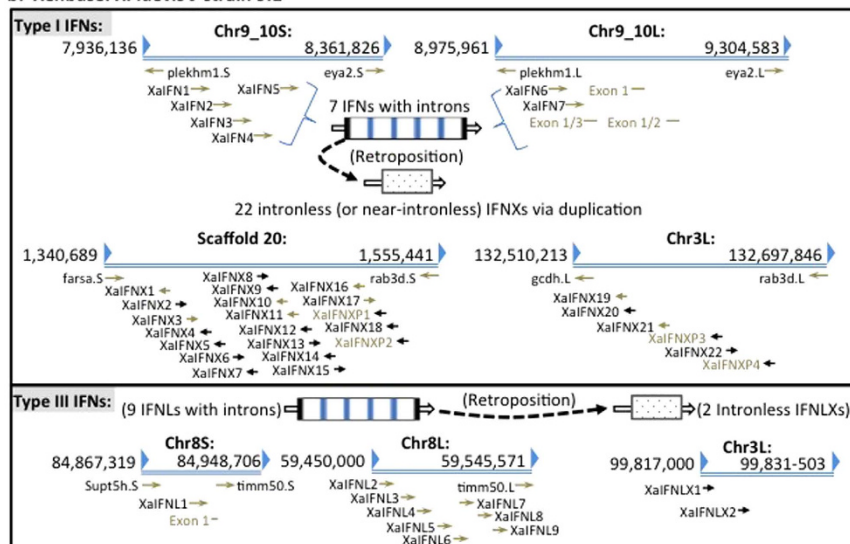 Type I IFNs:
Chr9_10S:
Chr9_10L:
7,936,136
8,361,826
8,975,961
9,304,583
plekhm1.S
eya2.S
plekhm1.L
eya2.L
XaIFN1
XaIFN5
XaIFN2
XaIFN3
XaIFN4
7 IFNs with introns
XaIFN6
Exon 1
XaIFN7
Exon 1/3
Exon 1/2
(Retroposition)
22 intronless (or near-intronless) IFNXs via duplication
Scaffold 20:
Chr3L:
1,340,689
1,555,441
132,510,213
132,697,846
farsa.S
rab3d.S
gcdh.L
rab3d.L
XaIFNX1
XaIFNX2
XaIFNX3
XaIFNX4
XaIFNX5
XaIFNX6
XaIFNX7
XaIFNX8
XaIFNX9
XaIFNX10
XaIFNX11
XaIFNX12
XaIFNX13
XaIFNX14
XaIFNX15
XaIFNX16
XaIFNX17
XaIFNXP1
XaIFNX18
XaIFNXP2
XaIFNX19
XaIFNX20
XaIFNX21
XaIFNXP3
XaIFNX22
XaIFNXP4
Type III IFNs:
(9 IFNLs with introns)
(Retroposition)
(2 Intronless IFNLXs)
Chr8S:
Chr8L:
Chr3L:
84,867,319
84,948,706
59,450,000
59,545,571
99,817,000
99,831-503
Supt5h.S
timm50.S
XaIFNL1
Exon 1
XaIFNL2
XaIFNL3
XaIFNL4
XaIFNL5
XaIFNL6
timm50.L
XaIFNL7
XaIFNL8
XaIFNL9
XaIFNLX1
XaIFNLX2